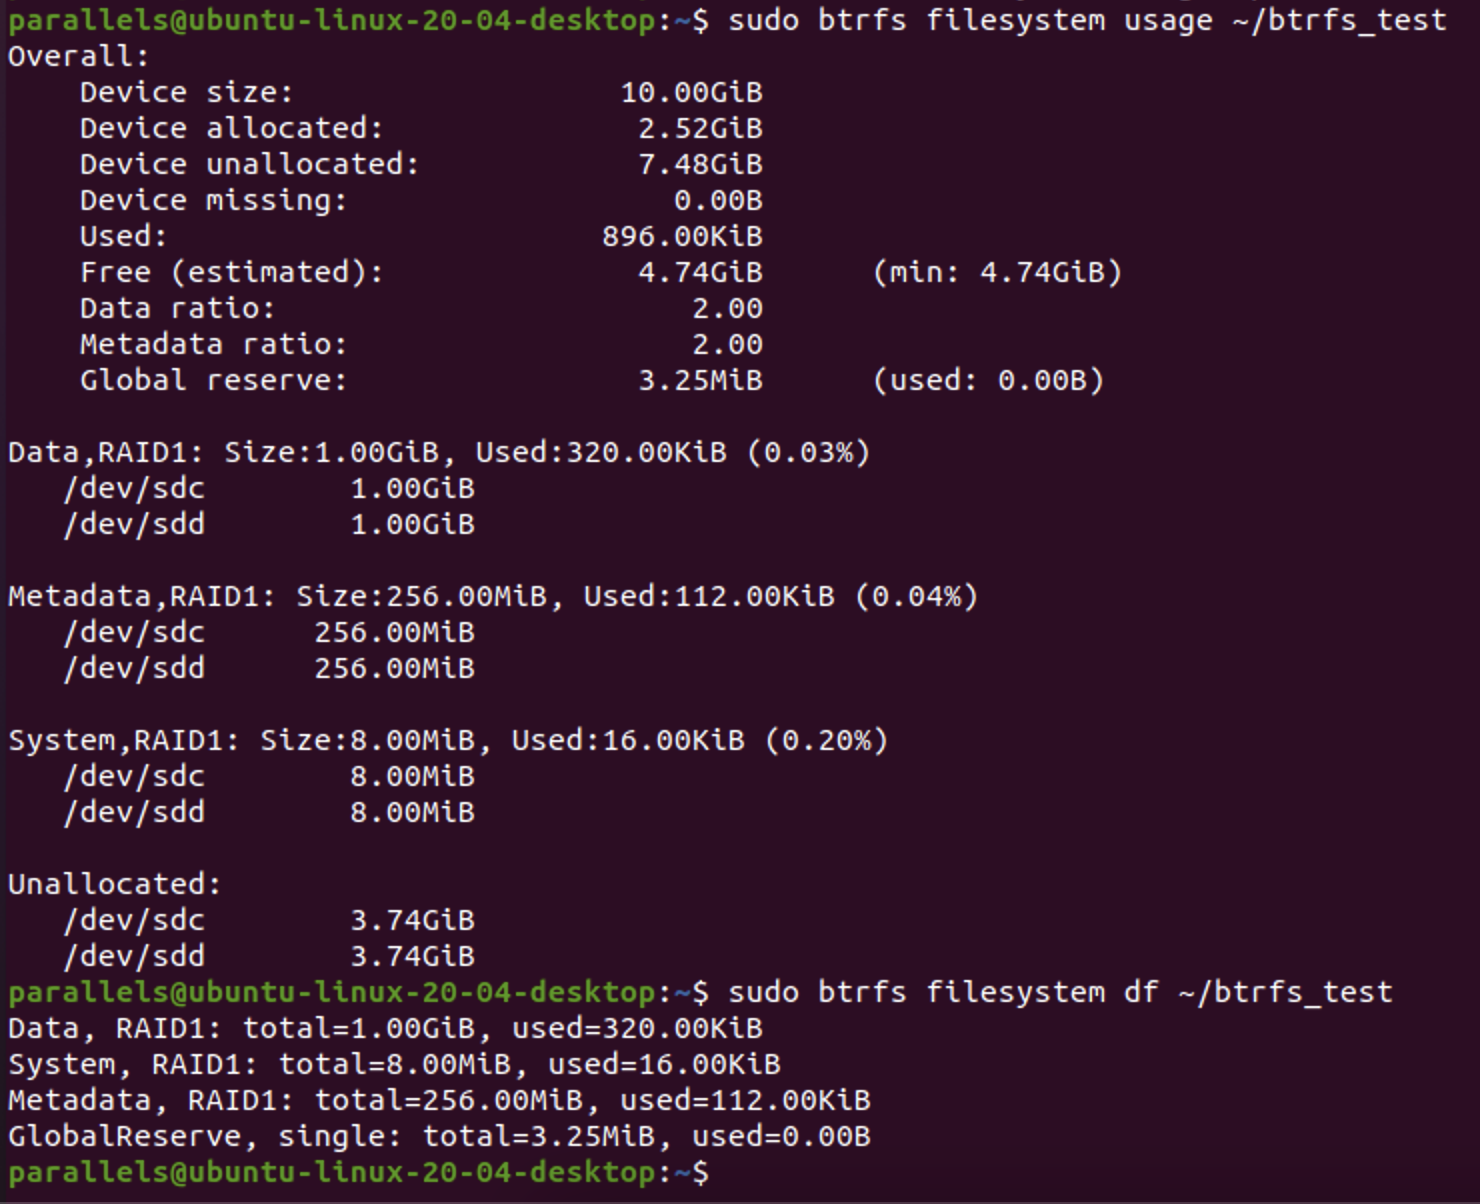 parallels@ubuntu-linux-20-04-desktop:~$ sudo btrfs filesystem usage ~/btrfs_test
Overall:
    Device size:                  10.00GiB
    Device allocated:              2.52GiB
    Device unallocated:            7.48GiB
    Device missing:                  0.00B
    Used:                        896.00KiB
    Free (estimated):              4.74GiB      (min: 4.74GiB)
    Data ratio:                       2.00
    Metadata ratio:                   2.00
    Global reserve:                3.25MiB      (used: 0.00B)

Data,RAID1: Size:1.00GiB, Used:320.00KiB (0.03%)
   /dev/sdc        1.00GiB
   /dev/sdd        1.00GiB

Metadata,RAID1: Size:256.00MiB, Used:112.00KiB (0.04%)
   /dev/sdc      256.00MiB
   /dev/sdd      256.00MiB

System,RAID1: Size:8.00MiB, Used:16.00KiB (0.20%)
   /dev/sdc        8.00MiB
   /dev/sdd        8.00MiB

Unallocated:
   /dev/sdc        3.74GiB
   /dev/sdd        3.74GiB
parallels@ubuntu-linux-20-04-desktop:~$ sudo btrfs filesystem df ~/btrfs_test
Data, RAID1: total=1.00GiB, used=320.00KiB
System, RAID1: total=8.00MiB, used=16.00KiB
Metadata, RAID1: total=256.00MiB, used=112.00KiB
GlobalReserve, single: total=3.25MiB, used=0.00B
parallels@ubuntu-linux-20-04-desktop:~$